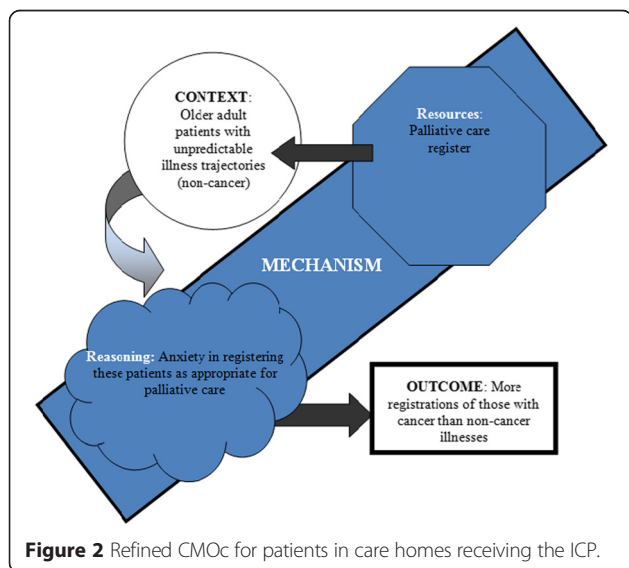 CONTEXT:
Older adult
patients with
unpredictable
illness trajectories
(non-cancer)
Resources:
Palliative care
register
MECHANISM
Reasoning: Anxiety in registering
these patients as appropriate for
palliative care
OUTCOME: More
registrations of those with
cancer than non-cancer
illnesses
Figure 2 Refined CMOc for patients in care homes receiving the ICP.